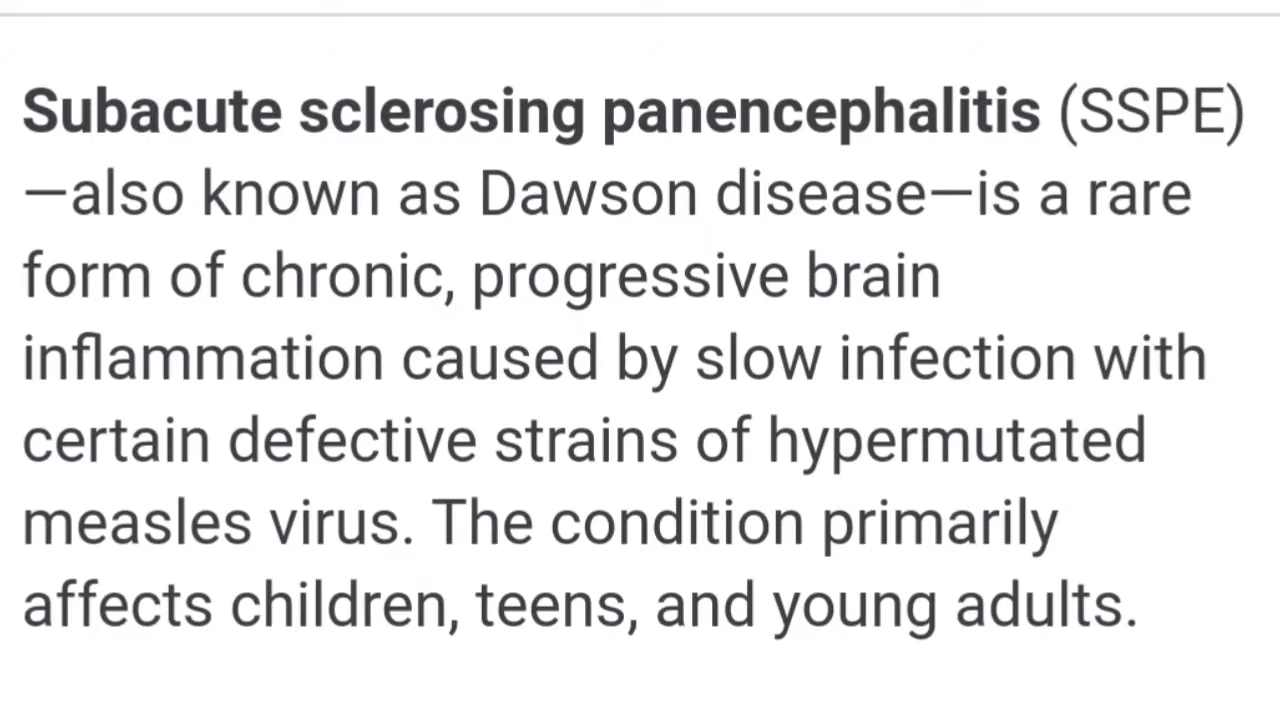 Subacute sclerosing panencephalitis (SSPE)
—also known as Dawson disease—is a rare
form of chronic, progressive brain
inflammation caused by slow infection with
certain defective strains of hypermutated
measles virus. The condition primarily
affects children, teens, and young adults.